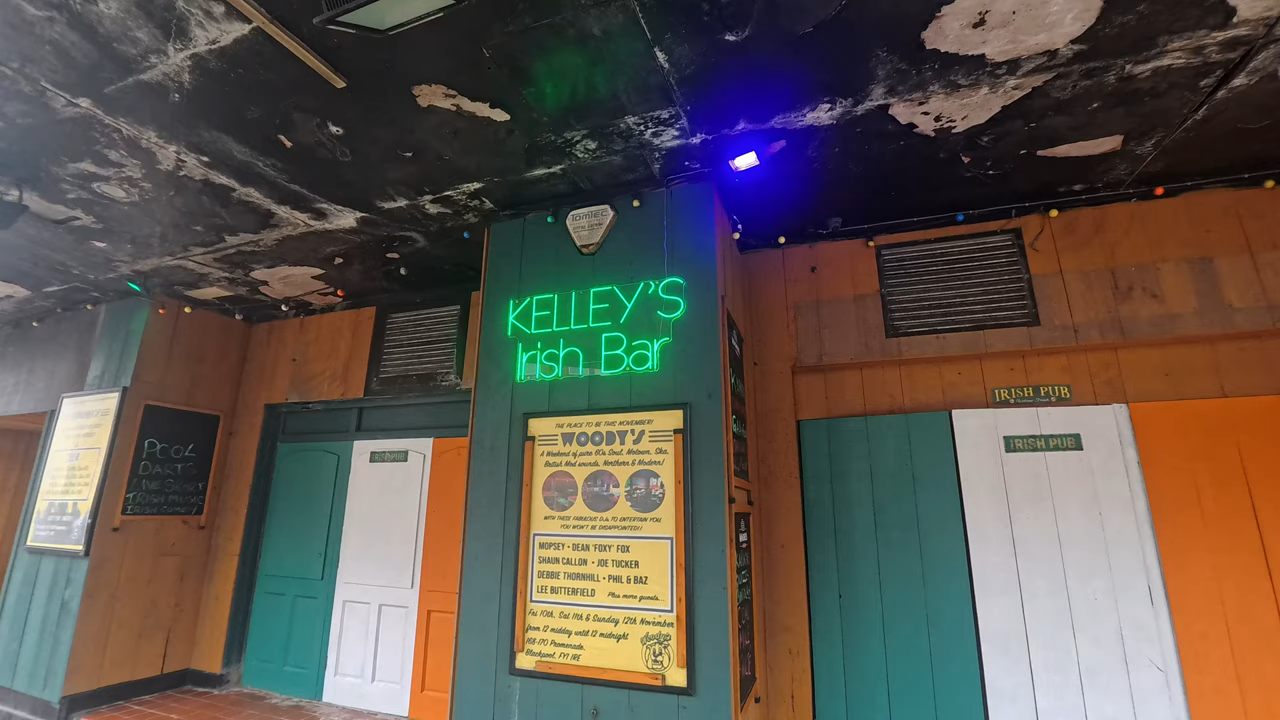 TOMTEC
KELLEY'S
Irish Bar
THE PLACE TO BE THIS NOVEMBER!
WOODY'S
A Weekend of pure 60s Soul, Motown, Ska,
British Mod sounds, Northern & Modern!
WITH THESE FABULOUS DJs TO ENTERTAIN YOU
YOU WON'T BE DISAPPOINTED!!
MOPSEY • DEAN 'FOXY' FOX
SHAUN CALLON • JOE TUCKER
DEBBIE THORNHILL • PHIL & BAZ
LEE BUTTERFIELD Plus more guests...
Fri 10th, Sat 11th & Sunday 12th November
from 12 midday until 12 midnight
168-170 Promenade,
Blackpool, FY1 1RE
POOL
DARTS
LIVE SPORT
IRISH MUSIC
IRISH COMEDY
IRISH PUB
IRISH PUB
IRISH PUB